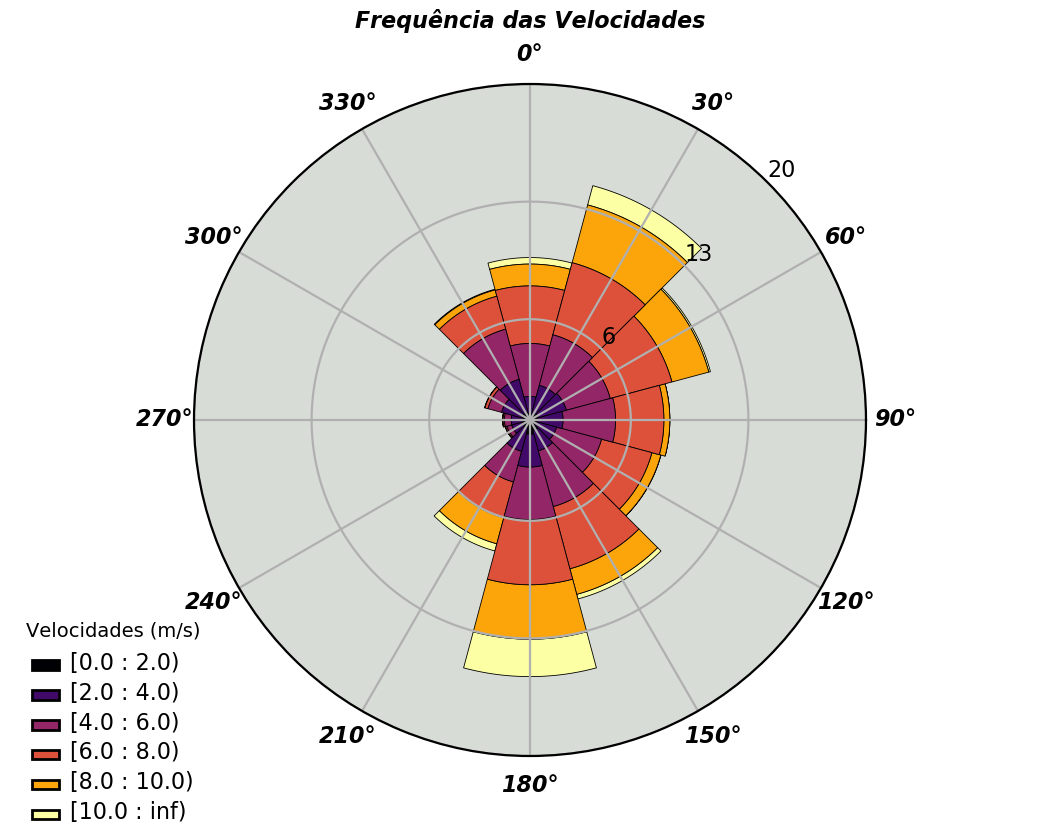 Frequência das Velocidades
0°
330°
30°
20
300°
60°
13
6
270°
90°
240°
120°
210°
150°
180°
Velocidades (m/s)
[0.0 : 2.0)
[2.0 : 4.0)
[4.0 : 6.0)
[6.0 : 8.0)
[8.0 : 10.0)
[10.0 : inf)